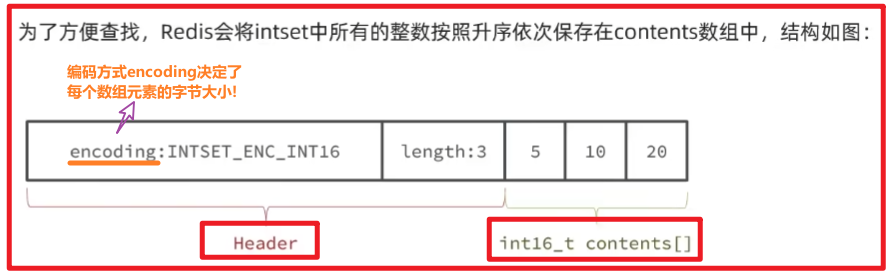 为了方便查找，Redis会将intset中所有的整数按照升序依次保存在contents数组中，结构如图：
编码方式encoding决定了
每个数组元素的字节大小!
encoding:INTSET_ENC_INT16 length:3 5 10 20
Header int16_t contents[]